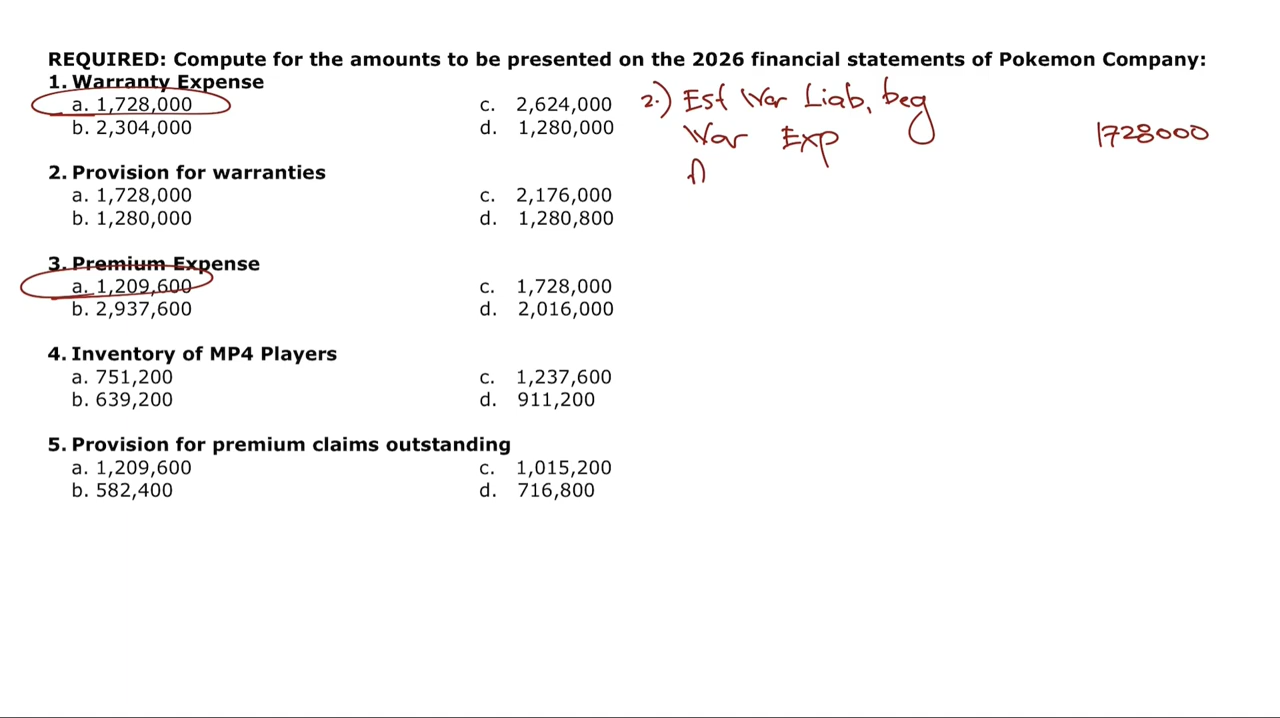 REQUIRED: Compute for the amounts to be presented on the 2026 financial statements of Pokemon Company:
1. Warranty Expense
a. 1,728,000
c. 2,624,000
b. 2,304,000
d. 1,280,000
2. Provision for warranties
a. 1,728,000
c. 2,176,000
b. 1,280,000
d. 1,280,800
3. Premium Expense
a. 1,209,600
c. 1,728,000
b. 2,937,600
d. 2,016,000
4. Inventory of MP4 Players
a. 751,200
c. 1,237,600
b. 639,200
d. 911,200
5. Provision for premium claims outstanding
a. 1,209,600
c. 1,015,200
b. 582,400
d. 716,800
2.) Est War Liab, beg
War Exp 1728000